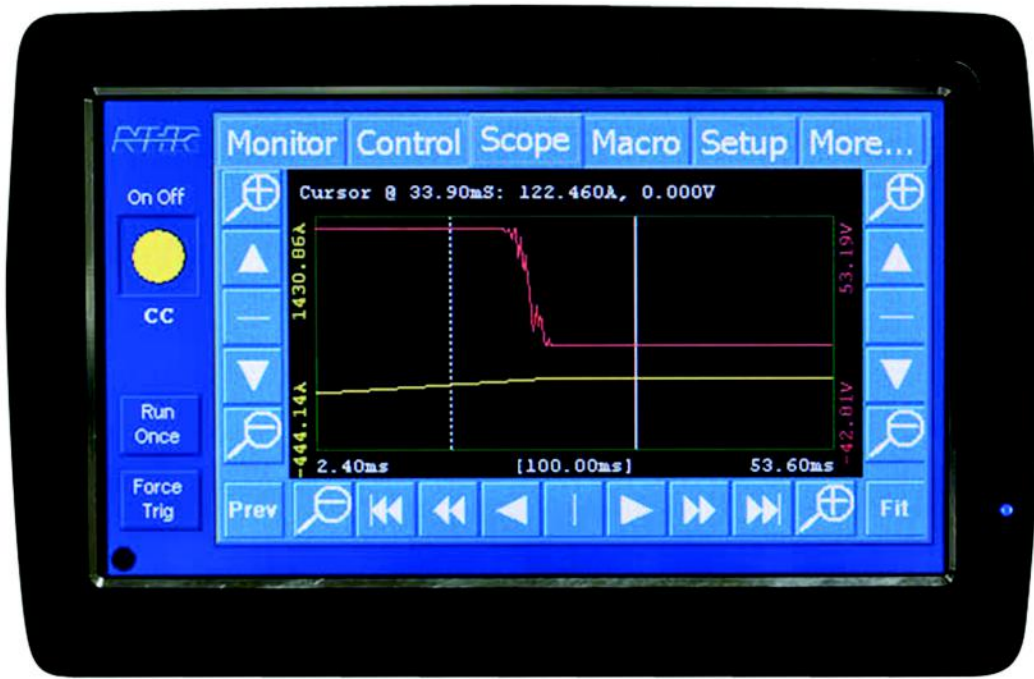 NHR
Monitor Control Scope Macro Setup More...
On Off
CC
Run
Once
Force
Trig
Cursor @ 33.90mS: 122.460A, 0.000V
1430.86A
-444.14A
53.19V
-42.81V
2.40ms [100.00ms] 53.60ms
Prev
Fit